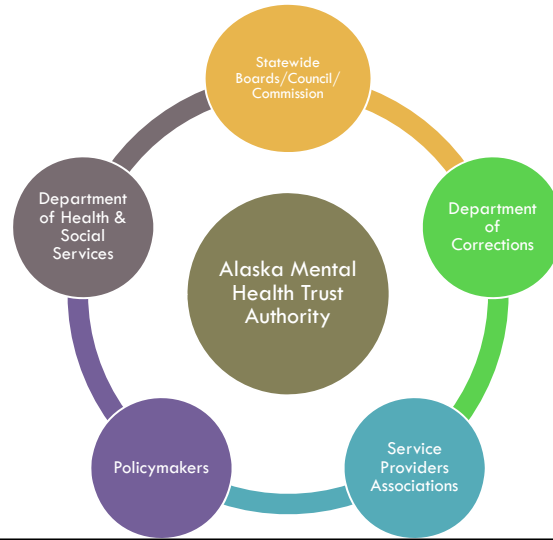 Statewide
Boards/Council/
Commission
Department
of Health &
Social
Services
Department
of
Corrections
Alaska Mental
Health Trust
Authority
Policymakers
Service
Providers
Associations